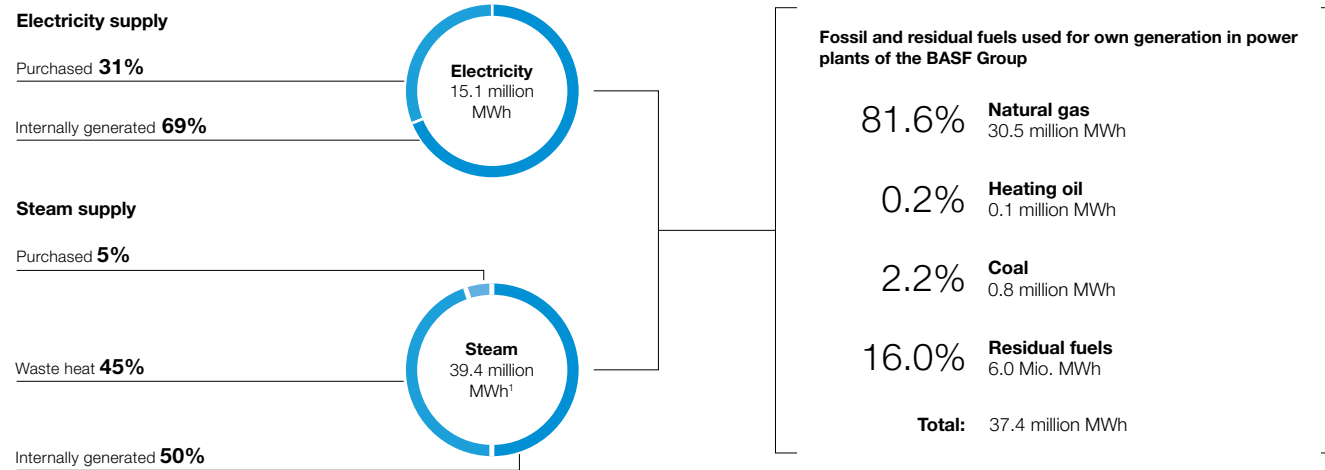 Electricity supply
Purchased 31%
Internally generated 69%
Electricity
15.1 million
MWh
Steam supply
Purchased 5%
Waste heat 45%
Internally generated 50%
Steam
39.4 million
MWh¹
Fossil and residual fuels used for own generation in power
plants of the BASF Group
81.6% Natural gas
30.5 million MWh
0.2% Heating oil
0.1 million MWh
2.2% Coal
0.8 million MWh
16.0% Residual fuels
6.0 Mio. MWh
Total: 37.4 million MWh